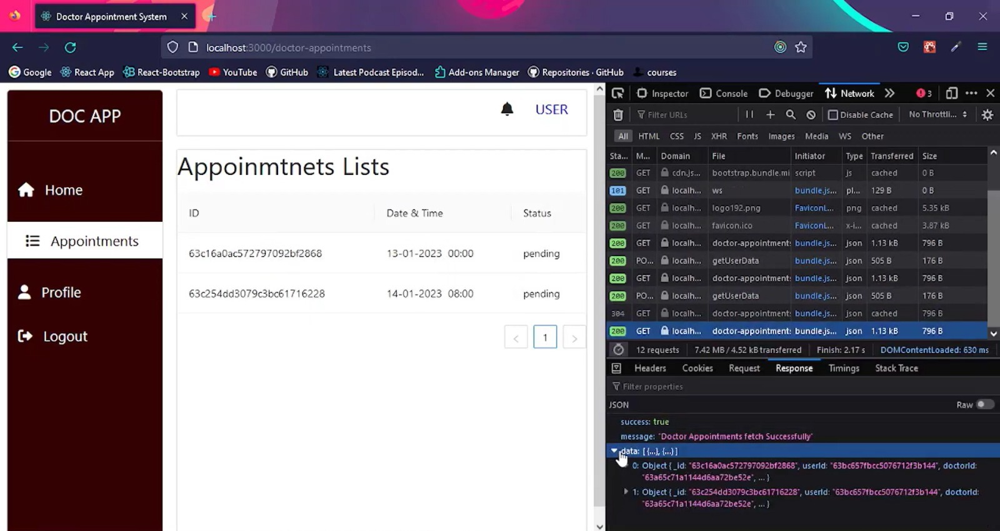 Doctor Appointment System
localhost:3000/doctor-appointments
Google React App React-Bootstrap YouTube GitHub Latest Podcast Episod... Add-ons Manager Repositories · GitHub courses
DOC APP
Home
Appointments
Profile
Logout
USER
Appoinmtnets Lists
ID Date & Time Status
63c16a0ac572797092bf2868 13-01-2023 00:00 pending
63c254dd3079c3bc61716228 14-01-2023 08:00 pending
< 1 >
Inspector Console Debugger Network 3
Filter URLs Disable Cache No Throttli...
All HTML CSS JS XHR Fonts Images Media WS Other
Sta... M... Domain File Initiator Type Transferred Size
200 GET cdn.js... bootstrap.bundle.mi script js cached 0 B
101 GET localh... ws bundle.js... pl... 129 B 0 B
200 GET localh... logo192.png FaviconL... png cached 5.35 kB
200 GET localh... favicon.ico FaviconL... x-i... cached 3.87 kB
200 GET localh... doctor-appointments bundle.js... json 1.13 kB 796 B
200 PO... localh... getUserData bundle.js... json 505 B 176 B
200 GET localh... doctor-appointments bundle.js... json 1.13 kB 796 B
200 PO... localh... getUserData bundle.js... json 505 B 176 B
304 GET localh... doctor-appointments bundle.js... json cached 796 B
200 GET localh... doctor-appointments bundle.js... json 1.13 kB 796 B
12 requests 7.42 MB / 4.52 kB transferred Finish: 2.17 s DOMContentLoaded: 630 ms
Headers Cookies Request Response Timings Stack Trace
Filter properties
JSON Raw
success: true
message: "Doctor Appointments fetch Successfully"
data: [ {...}, {...} ]
0: Object { _id: "63c16a0ac572797092bf2868", userId: "63bc657fbcc5076712f3b144", doctorId:
"63a65c71a1144d6aa72be52e", ... }
1: Object { _id: "63c254dd3079c3bc61716228", userId: "63bc657fbcc5076712f3b144", doctorId:
"63a65c71a1144d6aa72be52e", ... }